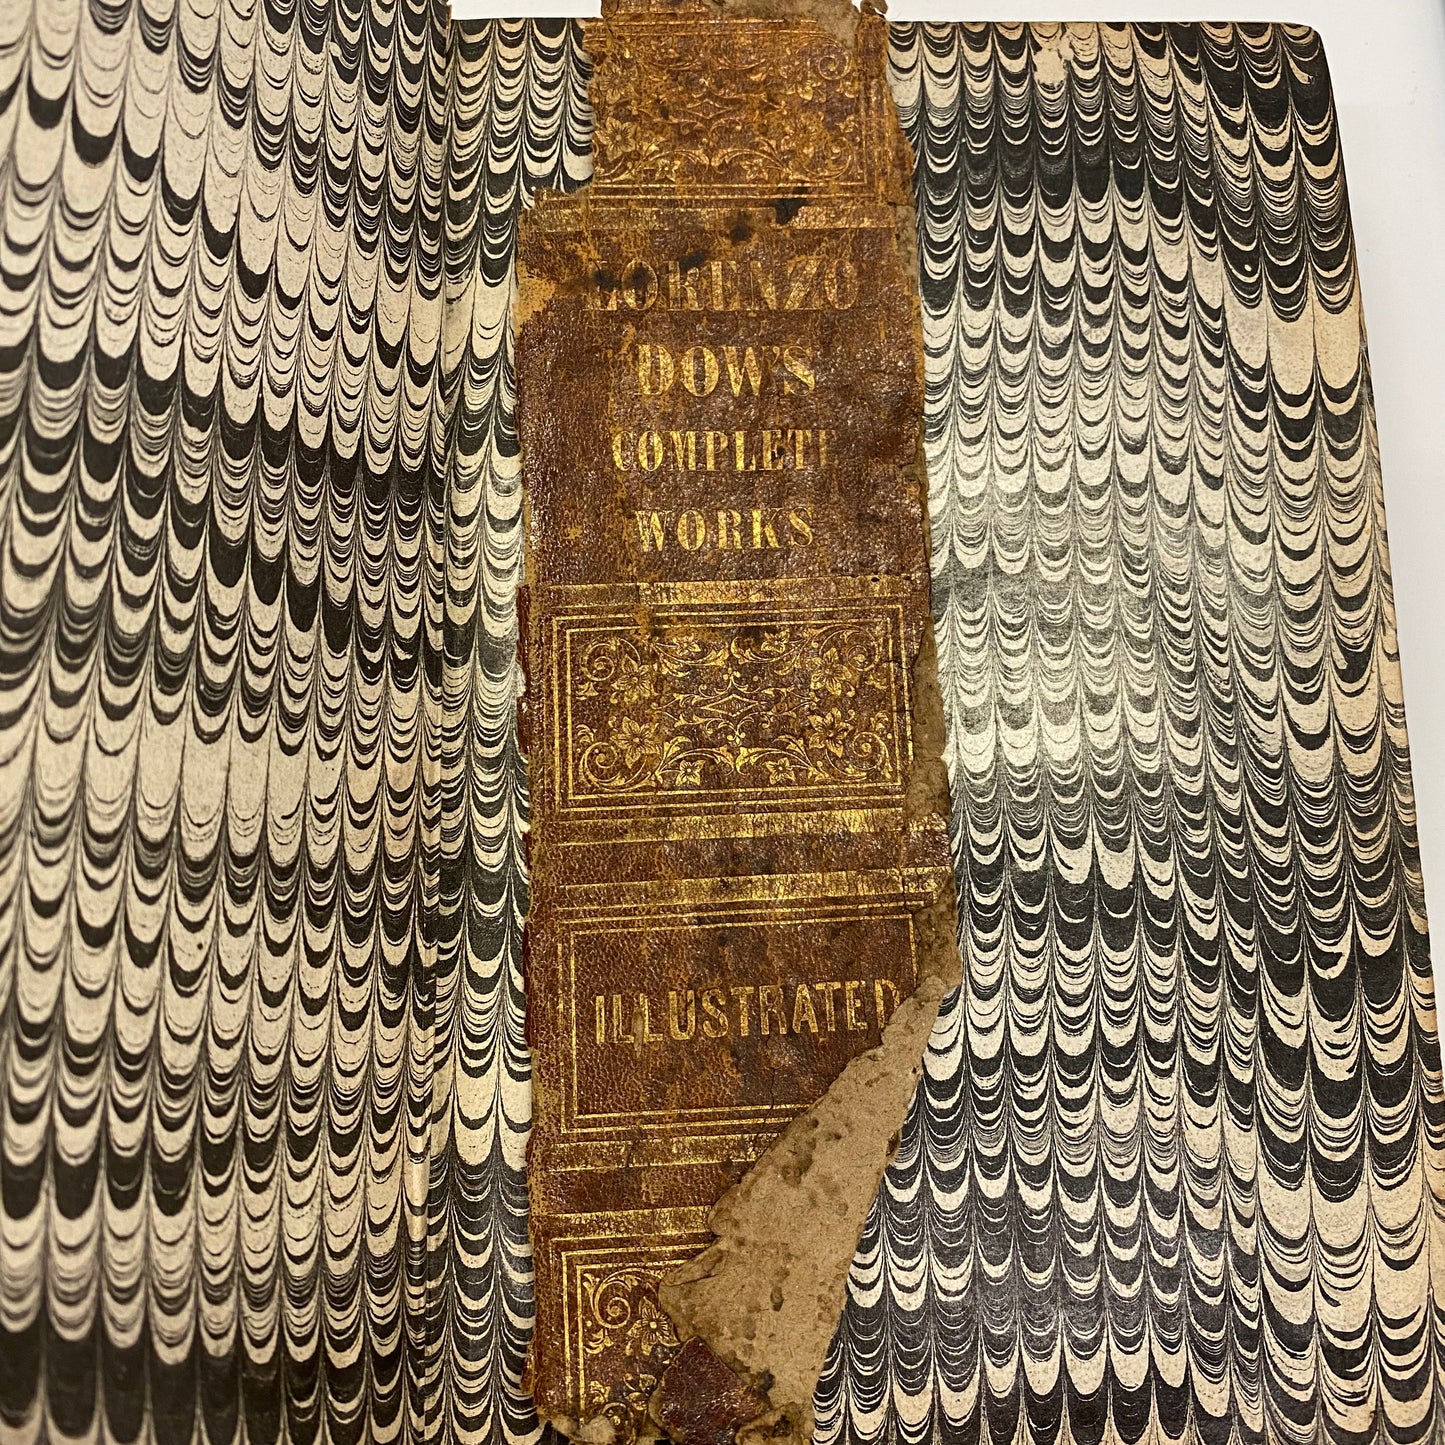 LORENZO
DOW'S
COMPLETE
WORKS
ILLUSTRATED